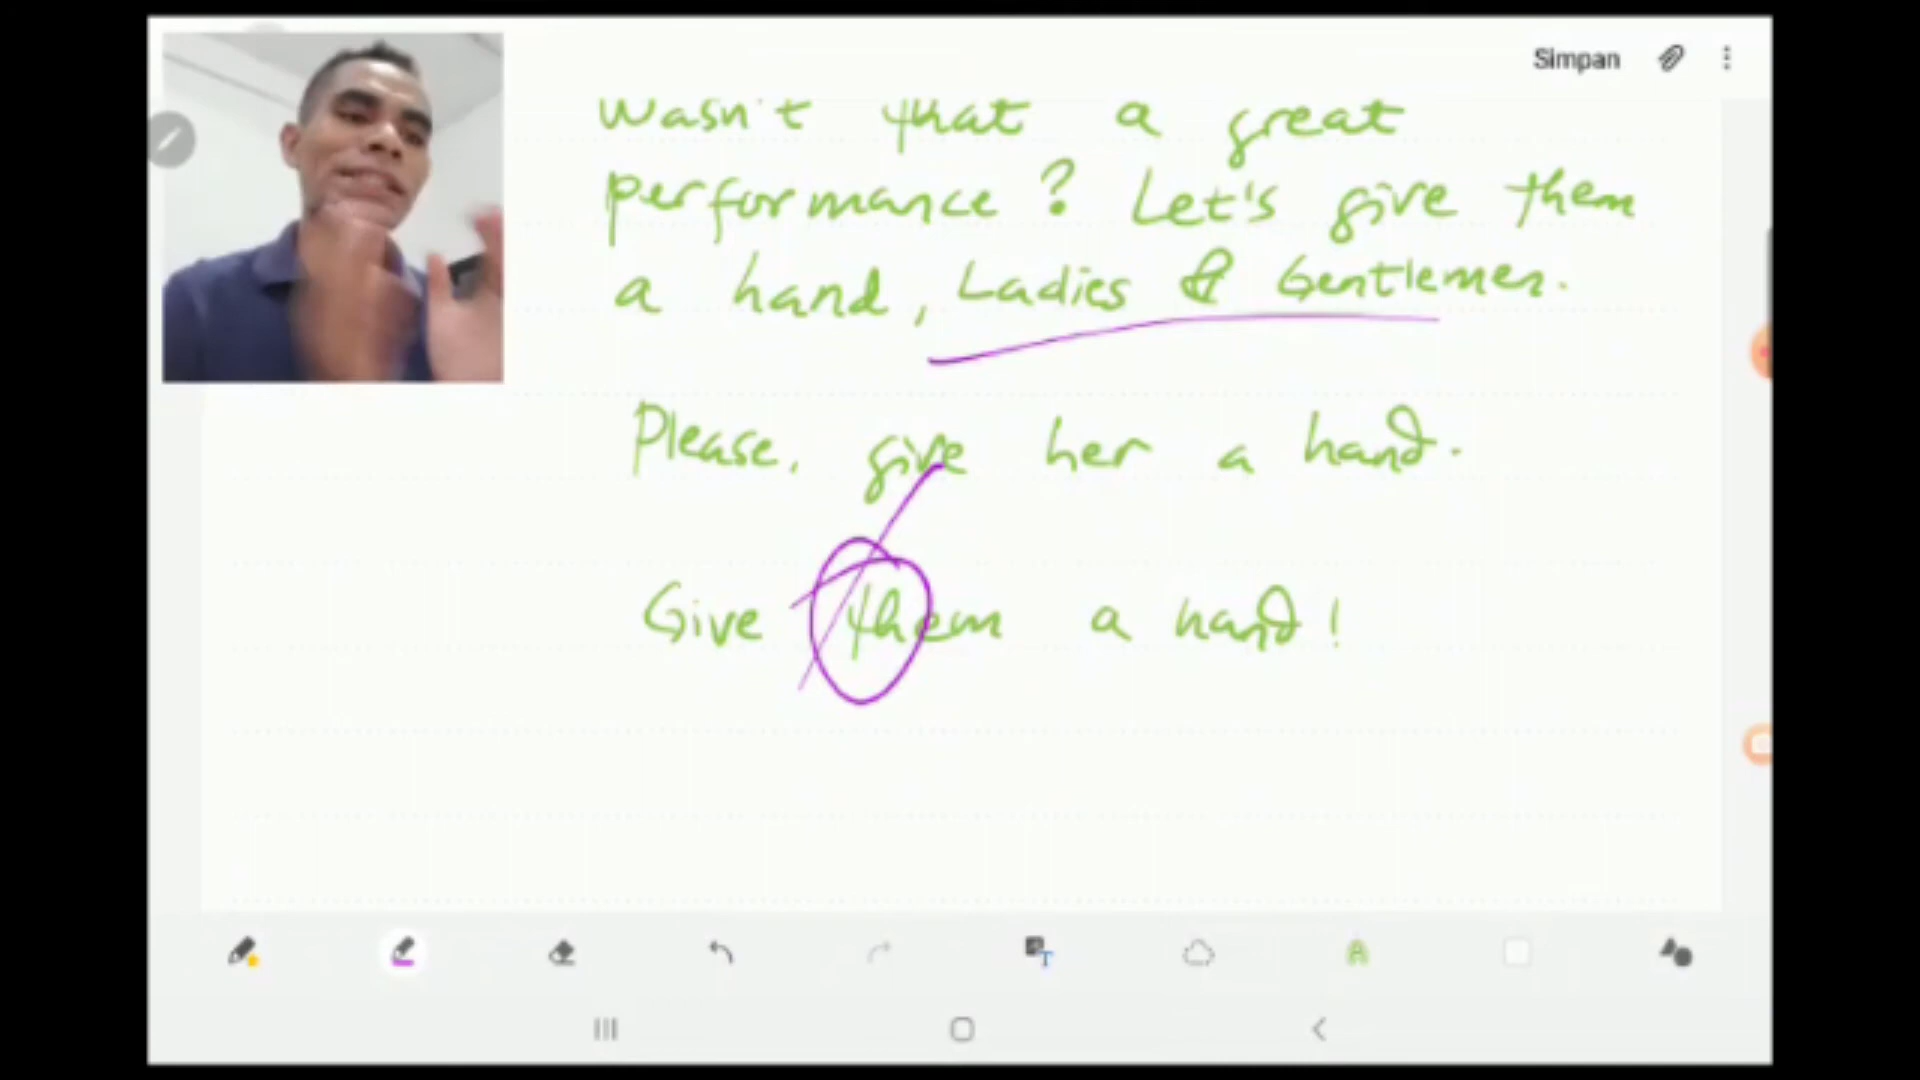 Simpan
Wasn't that a great
performance? Let's give them
a hand, Ladies & Gentlemen.
Please, give her a hand.
Give them a hand!